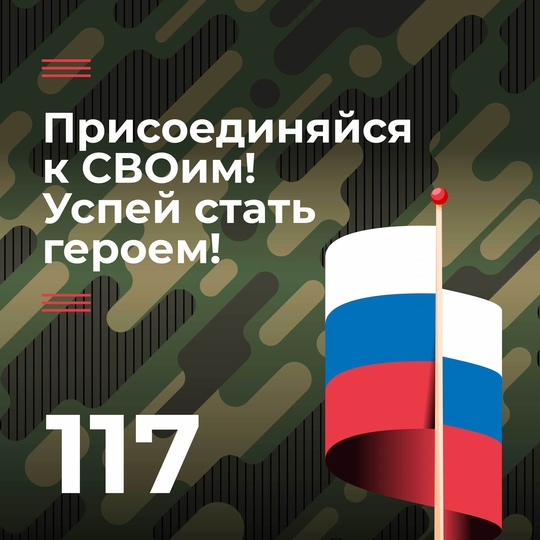 Присоединяйся
к СВОим!
Успей стать
героем!
117